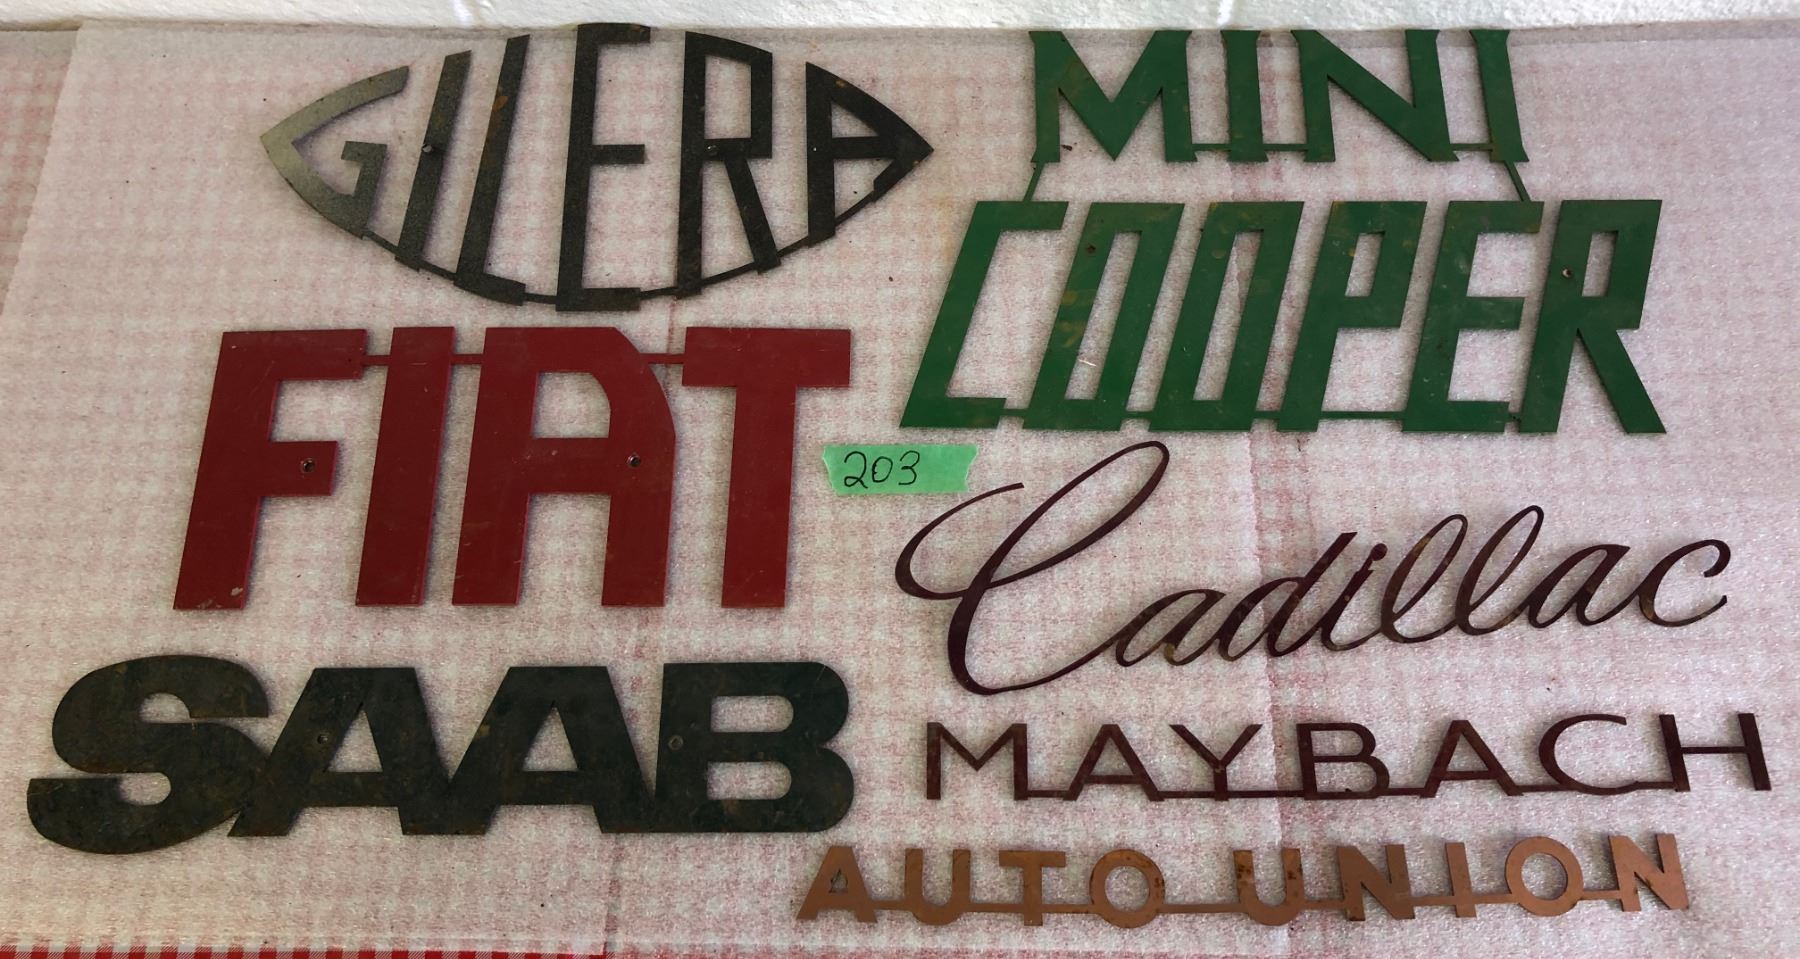 GILERA
MINI
COOPER
FIAT
203
Cadillac
SAAB
MAYBACH
AUTO UNION